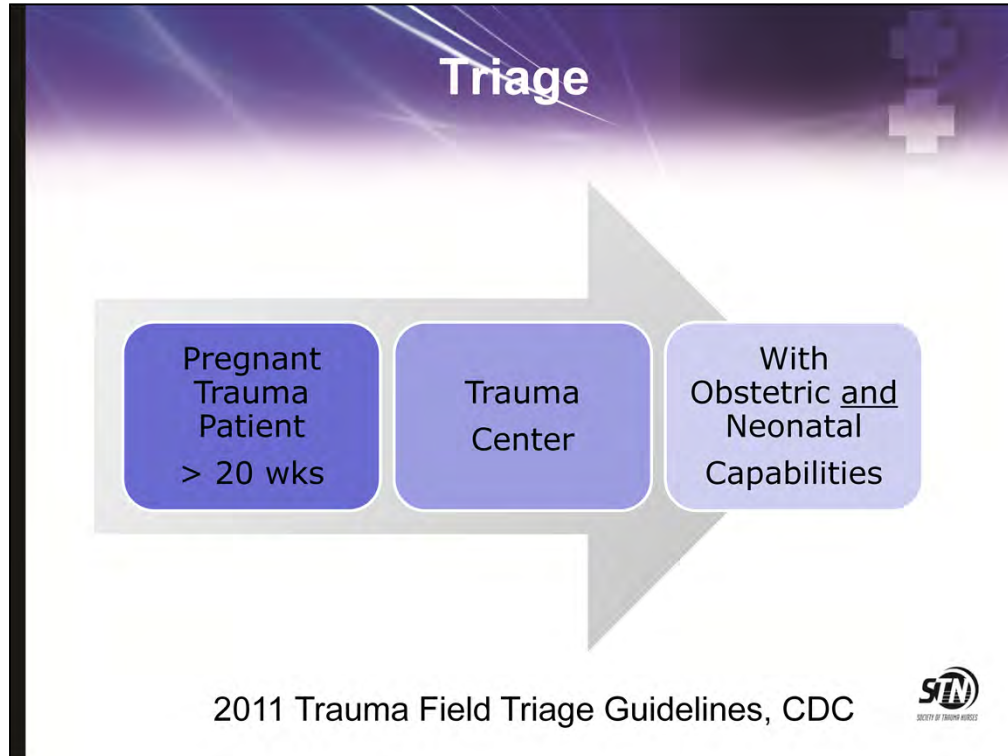 Triage
Pregnant
Trauma
Patient
> 20 wks
Trauma
Center
With
Obstetric and
Neonatal
Capabilities
2011 Trauma Field Triage Guidelines, CDC
STN
SOCIETY OF TRAUMA NURSES